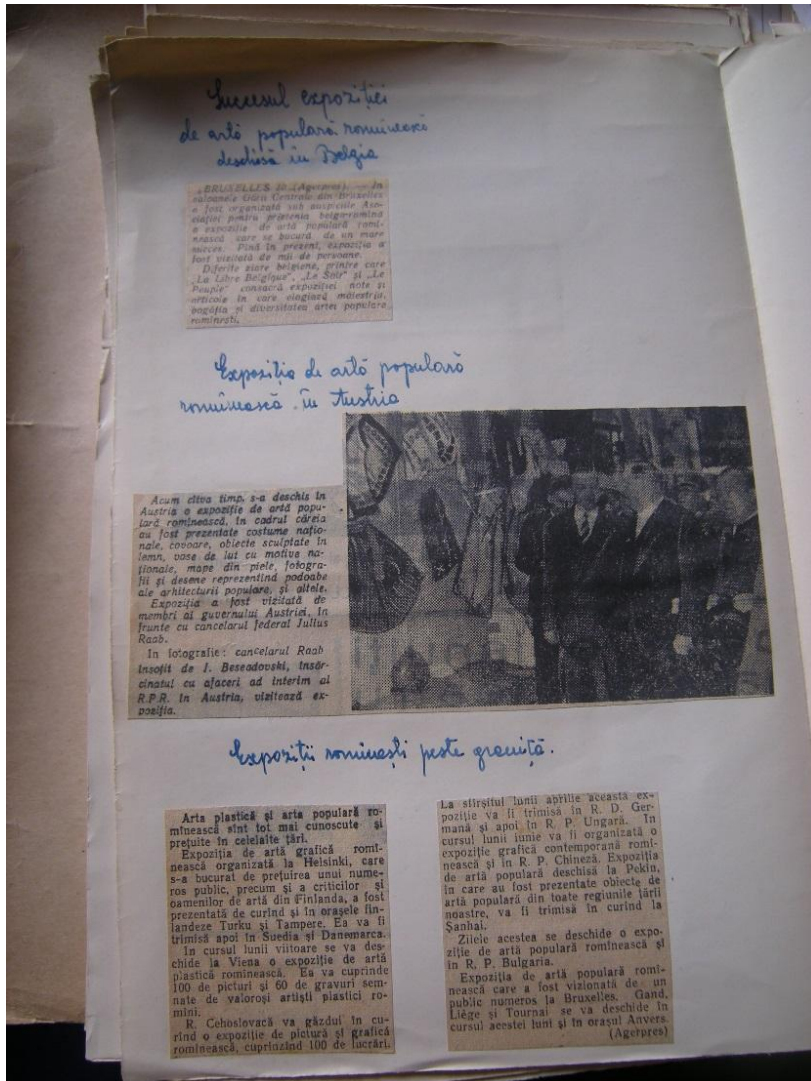 Succesul expoziției
de artă populară romînească
deschisă în Belgia
„BRUXELLES 20 (Agerpres). — In
saloanele Gării Centrale din Bruxelles
a fost organizată sub auspiciile Aso-
ciației pentru prietenia belgo-romînă
o expoziție de artă populară romî-
nească care se bucură de un mare
succes. Pînă în prezent, expoziția a
fost vizitată de mii de persoane.
Diferite ziare belgiene, printre care
„La Libre Belgique", „Le Soir" și „Le
Peuple" consacră expoziției note și
articole în care elogiază măiestria,
bogăția și diversitatea artei populare
romînești.
Expoziția de artă populară
romînească în Austria
Acum cîtva timp, s-a deschis în
Austria o expoziție de artă popu-
lară romînească, în cadrul căreia
au fost prezentate costume națio-
nale, covoare, obiecte sculptate în
lemn, vase de lut cu motive na-
ționale, mape din piele, fotogra-
fii și desene reprezentînd podoabe
ale arhitecturii populare, și altele.
Expoziția a fost vizitată de
membri ai guvernului Austriei, în
frunte cu cancelarul federal Julius
Raab.
In fotografie: cancelarul Raab
însoțit de I. Beseadovski, însăr-
cinatul cu afaceri ad interim al
R.P.R. în Austria, vizitează ex-
poziția.
Expoziții romînești peste graniță.
Arta plastică și arta populară ro-
mînească sînt tot mai cunoscute și
prețuite în celelalte țări.
Expoziția de artă grafică romî-
nească organizată la Helsinki, care
s-a bucurat de prețuirea unui nume-
ros public, precum și a criticilor și
oamenilor de artă din Finlanda, a fost
prezentată de curînd și în orașele fin-
landeze Turku și Tampere. Ea va fi
trimisă apoi în Suedia și Danemarca.
In cursul lunii viitoare se va des-
chide la Viena o expoziție de artă
plastică romînească. Ea va cuprinde
100 de picturi și 60 de gravuri sem-
nate de valoroși artiști plastici ro-
mîni.
R. Cehoslovacă va găzdui în cu-
rînd o expoziție de pictură și grafică
romînească, cuprinzînd 100 de lucrări.
La sfîrșitul lunii aprilie această ex-
poziție va fi trimisă în R. D. Ger-
mană și apoi în R. P. Ungară. In
cursul lunii iunie va fi organizată o
expoziție grafică contemporană romî-
nească și în R. P. Chineză. Expoziția
de artă populară deschisă la Pekin,
în care au fost prezentate obiecte de
artă populară din toate regiunile țării
noastre, va fi trimisă în curînd la
Șanhai.
Zilele acestea se deschide o expo-
ziție de artă populară romînească și
în R. P. Bulgaria.
Expoziția de artă populară romî-
nească care a fost vizionată de un
public numeros la Bruxelles, Gand,
Liège și Tournai se va deschide în
cursul acestei luni și în orașul Anvers.
(Agerpres)